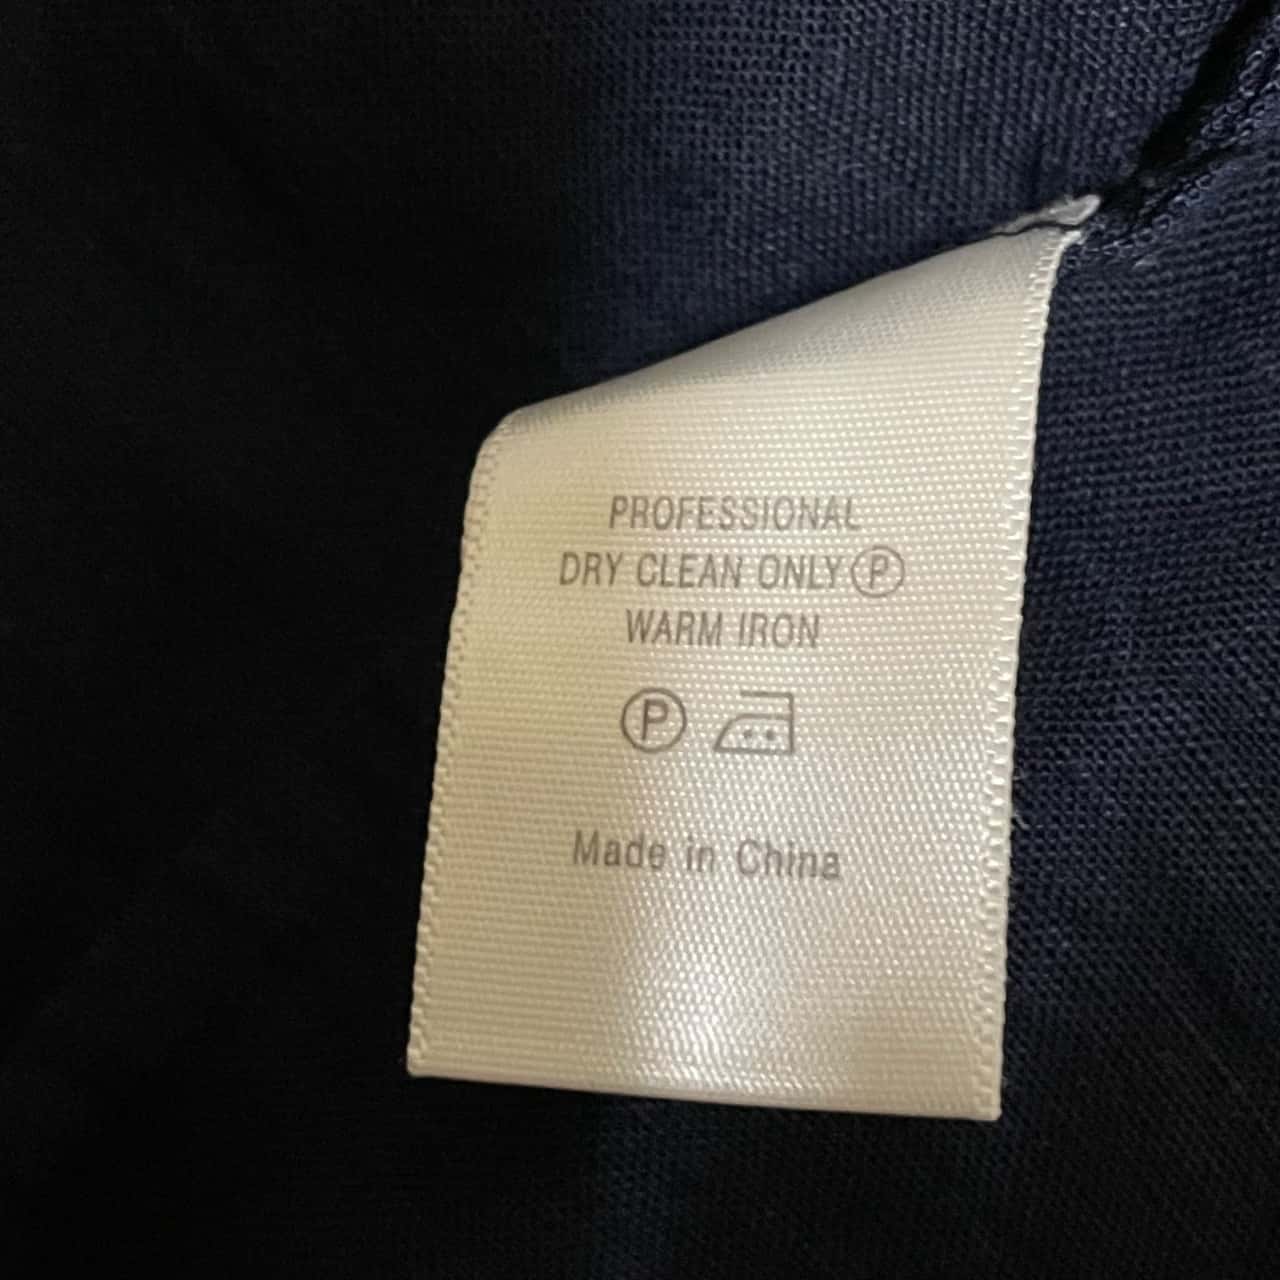 PROFESSIONAL
DRY CLEAN ONLY Ⓟ
WARM IRON
Ⓟ
Made in China